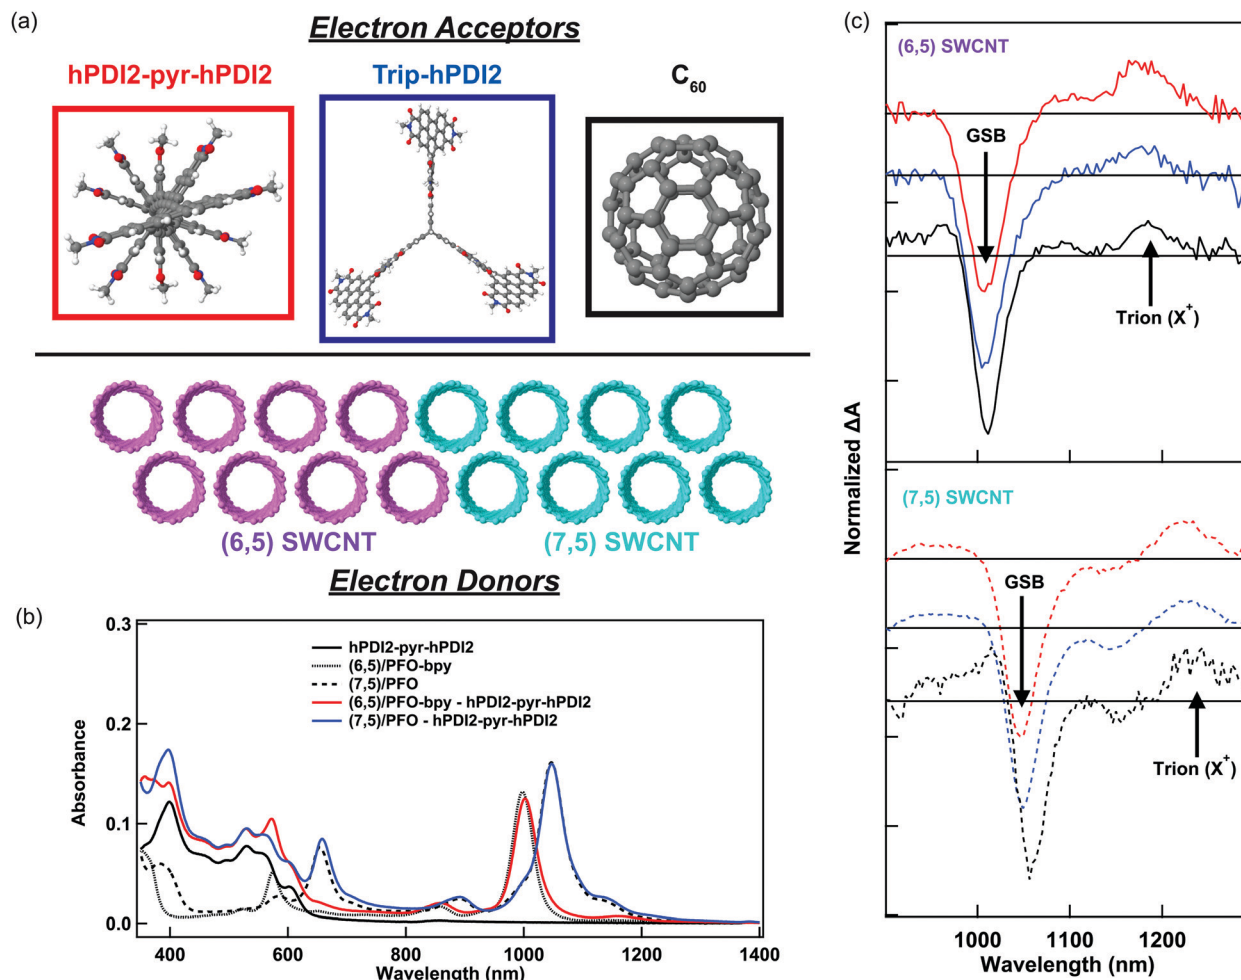 (a)
Electron Acceptors
hPDI2-pyr-hPDI2
Trip-hPDI2
C60
(6,5) SWCNT
(7,5) SWCNT
Electron Donors
(b)
0.3
0.2
0.1
0.0
Absorbance
hPDI2-pyr-hPDI2
(6,5)/PFO-bpy
(7,5)/PFO
(6,5)/PFO-bpy - hPDI2-pyr-hPDI2
(7,5)/PFO - hPDI2-pyr-hPDI2
400
600
800
1000
1200
1400
Wavelength (nm)
(c)
(6,5) SWCNT
GSB
Trion (X+)
Normalized ΔA
(7,5) SWCNT
GSB
Trion (X+)
1000
1100
1200
Wavelength (nm)